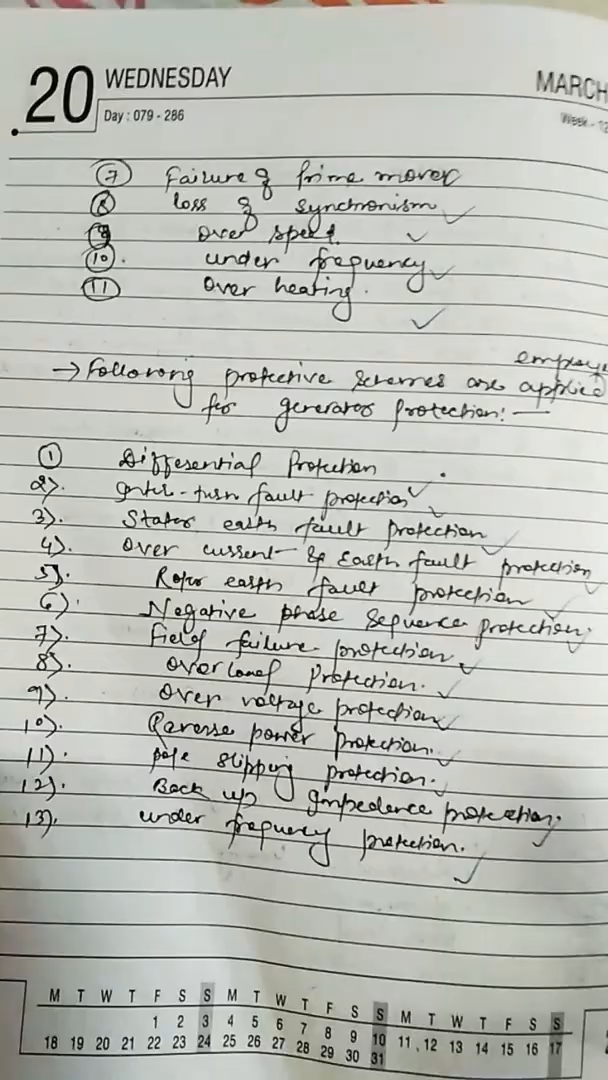 20 WEDNESDAY MARCH
Day : 079 - 286 Week - 12
7 Failure of Prime mover
8 loss of synchronism
9 over speed
10. under frequency
11 Over heating.
employe
→ Following protective schemes are applied
for generator protection:-
1 Differential Protection.
2). Inter-turn fault protection
3). Stator earth fault protection
4). Over current & Earth fault protection
5). Rotor earth fault protection
6). Negative phase sequence protection;
7). Field failure protection
8). Overload Protection.
9). Over voltage protection
10). Reverse power protection.
11). pole slipping protection.
12). Back up Impedence protection;
13). under frequency protection.
M T W T F S S M T W T F S S M T W T F S S
1 2 3 4 5 6 7 8 9 10 11 12 13 14 15 16 17
18 19 20 21 22 23 24 25 26 27 28 29 30 31